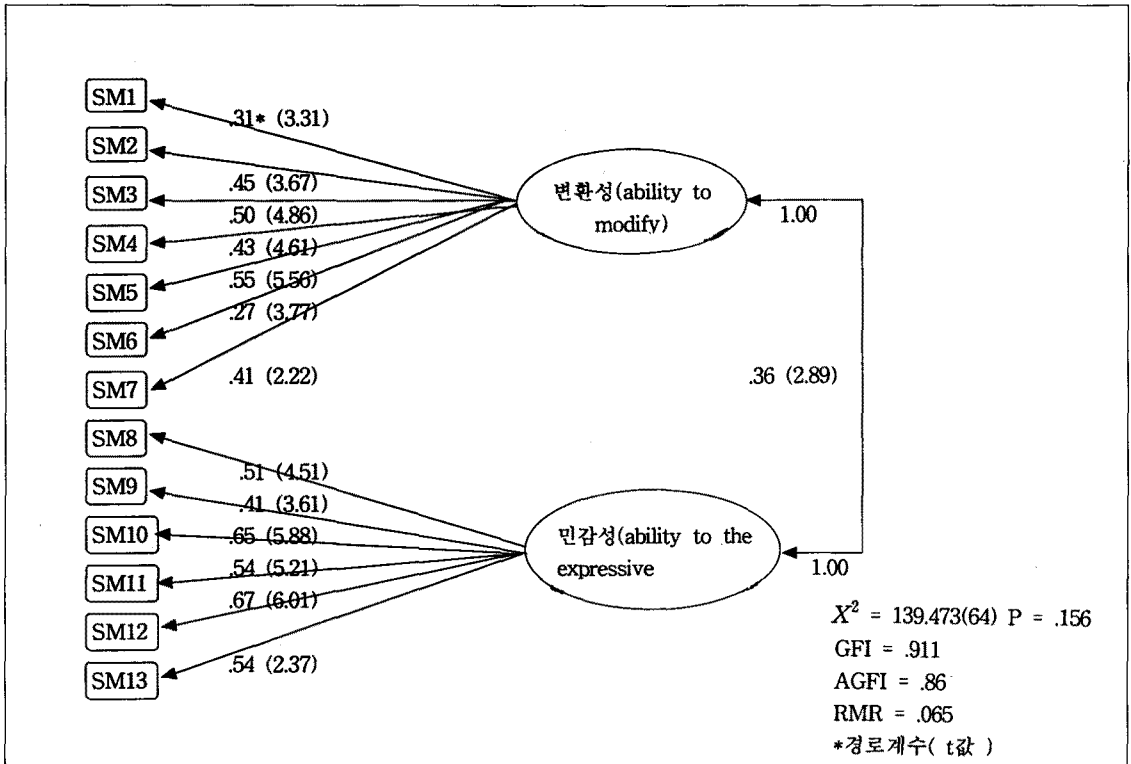 SM1
.31* (3.31)
SM2
SM3
.45 (3.67)
.50 (4.86)
SM4
.43 (4.61)
SM5
.55 (5.56)
.27 (3.77)
SM6
SM7
.41 (2.22)
변환성(ability to
modify)
1.00
.36 (2.89)
SM8
.51 (4.51)
SM9
.41 (3.61)
SM10
.65 (5.88)
.54 (5.21)
SM11
.67 (6.01)
SM12
.54 (2.37)
SM13
민감성(ability to the
expressive
1.00
X² = 139.473(64) P = .156
GFI = .911
AGFI = .86
RMR = .065
*경로계수( t값 )